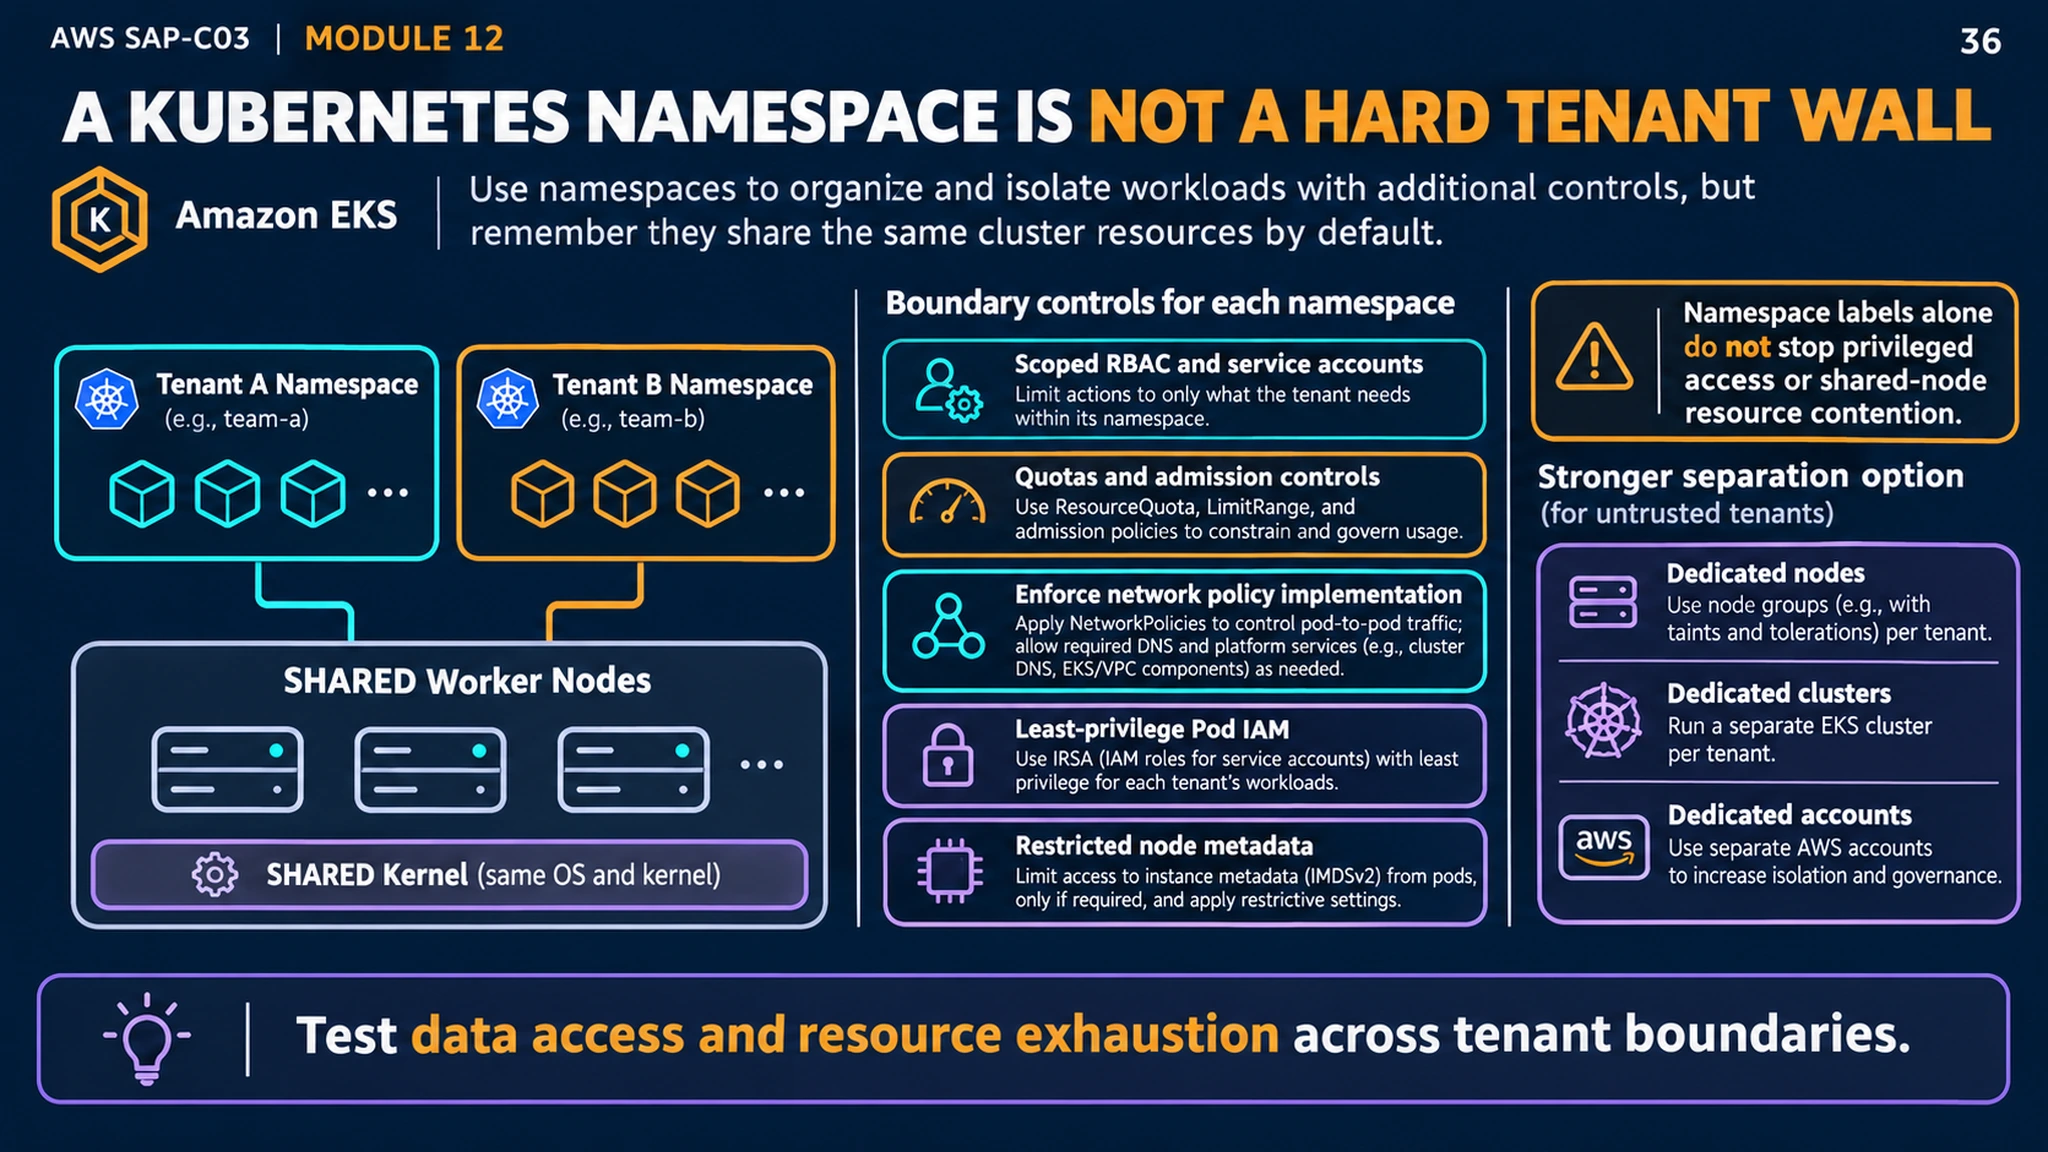 AWS SAP-C03 | MODULE 12
36
A KUBERNETES NAMESPACE IS NOT A HARD TENANT WALL
K
Amazon EKS
Use namespaces to organize and isolate workloads with additional controls, but
remember they share the same cluster resources by default.
Tenant A Namespace
(e.g., team-a)
Tenant B Namespace
(e.g., team-b)
SHARED Worker Nodes
SHARED Kernel (same OS and kernel)
Boundary controls for each namespace
Scoped RBAC and service accounts
Limit actions to only what the tenant needs
within its namespace.
Quotas and admission controls
Use ResourceQuota, LimitRange, and
admission policies to constrain and govern usage.
Enforce network policy implementation
Apply NetworkPolicies to control pod-to-pod traffic;
allow required DNS and platform services (e.g., cluster
DNS, EKS/VPC components) as needed.
Least-privilege Pod IAM
Use IRSA (IAM roles for service accounts) with least
privilege for each tenant's workloads.
Restricted node metadata
Limit access to instance metadata (IMDSv2) from pods,
only if required, and apply restrictive settings.
Namespace labels alone
do not stop privileged
access or shared-node
resource contention.
Stronger separation option
(for untrusted tenants)
Dedicated nodes
Use node groups (e.g., with
taints and tolerations) per tenant.
Dedicated clusters
Run a separate EKS cluster
per tenant.
aws
Dedicated accounts
Use separate AWS accounts
to increase isolation and governance.
Test data access and resource exhaustion across tenant boundaries.